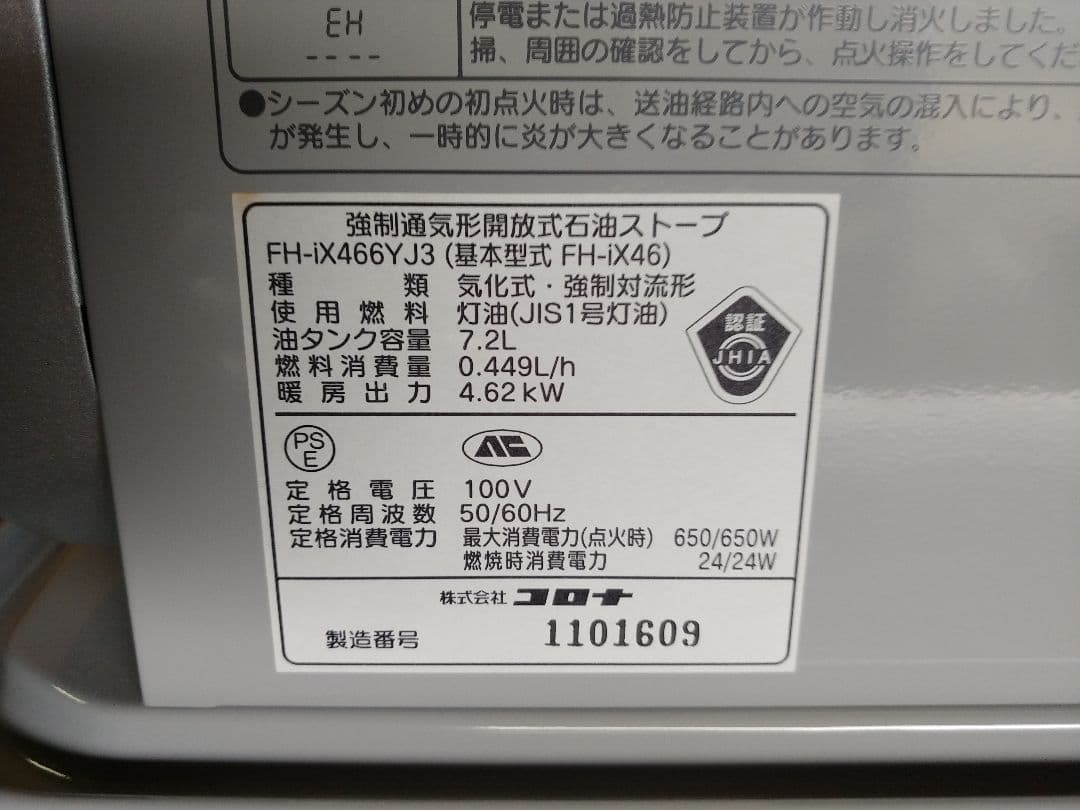 EH
----
停電または過熱防止装置が作動し消火しました。
掃、周囲の確認をしてから、点火操作をしてくだ
●シーズン初めの初点火時は、送油経路内への空気の混入により、
が発生し、一時的に炎が大きくなることがあります。
強制通気形開放式石油ストーブ
FH-iX466YJ3 (基本型式 FH-iX46)
種類 気化式・強制対流形
使用燃料 灯油(JIS1号灯油)
油タンク容量 7.2L
燃料消費量 0.449L/h
暖房出力 4.62kW
認証
JHIA
PS
E
定格電圧 100V
定格周波数 50/60Hz
定格消費電力 最大消費電力(点火時) 650/650W
燃焼時消費電力 24/24W
株式会社 コロナ
製造番号 1101609